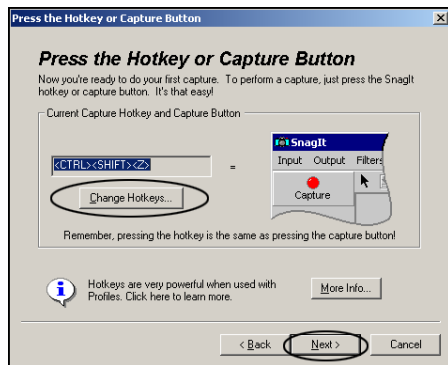 Press the Hotkey or Capture Button
Press the Hotkey or Capture Button
Now you're ready to do your first capture. To perform a capture, just press the SnagIt
hotkey or capture button. It's that easy!
Current Capture Hotkey and Capture Button
<CTRL><SHIFT><Z>
=
Change Hotkeys...
SnagIt
Input Output Filters
Capture
Remember, pressing the hotkey is the same as pressing the capture button!
Hotkeys are very powerful when used with
Profiles. Click here to learn more.
More Info...
< Back Next > Cancel